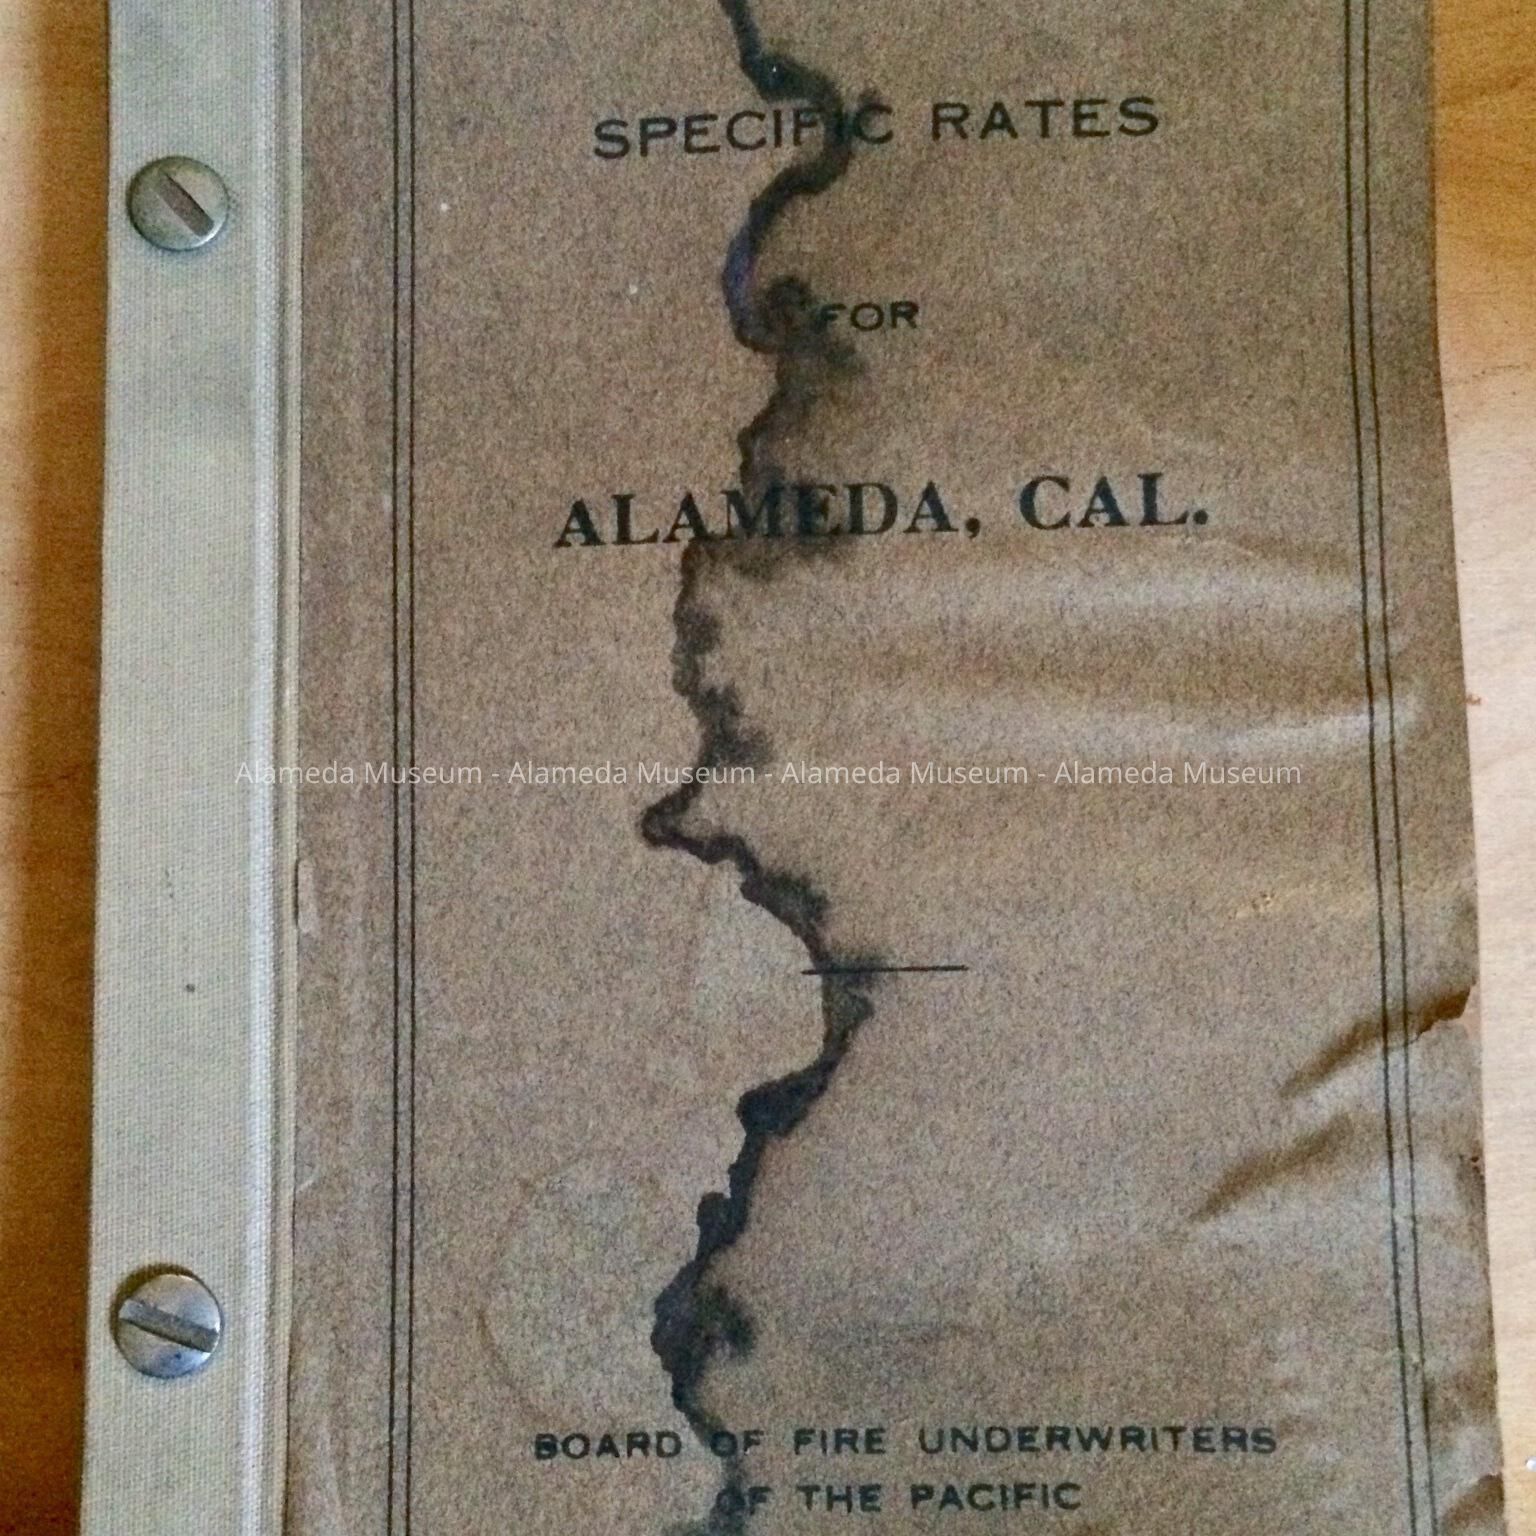 SPECIFIC RATES
FOR
ALAMEDA, CAL.
Alameda Museum - Alameda Museum - Alameda Museum - Alameda Museum
BOARD OF FIRE UNDERWRITERS
OF THE PACIFIC